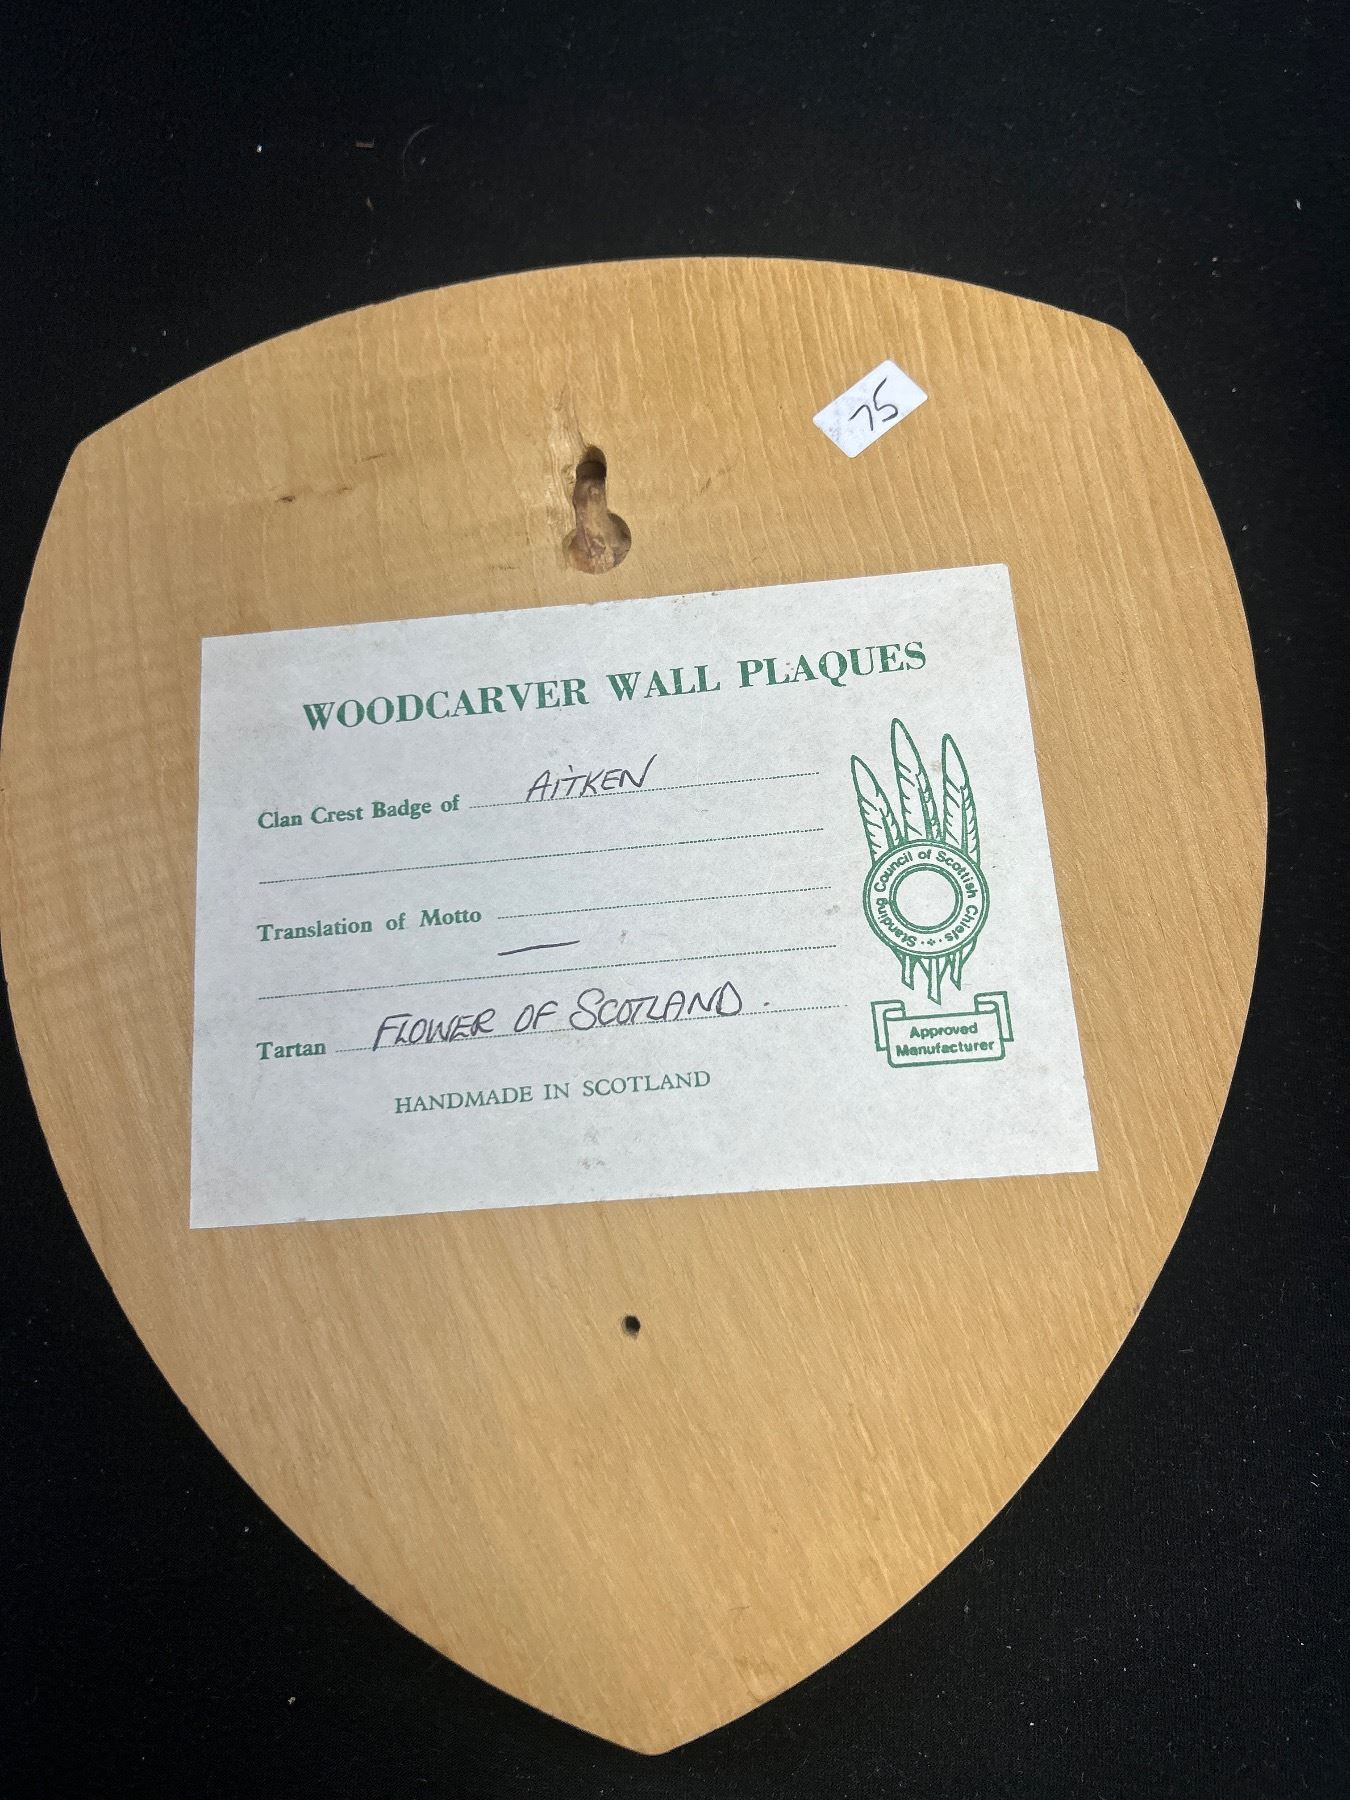 75
WOODCARVER WALL PLAQUES
Clan Crest Badge of AiTKEN
Translation of Motto
—
Tartan FLOWER OF SCOTLAND.
HANDMADE IN SCOTLAND
Standing Council of Scottish Chiefs
Approved
Manufacturer